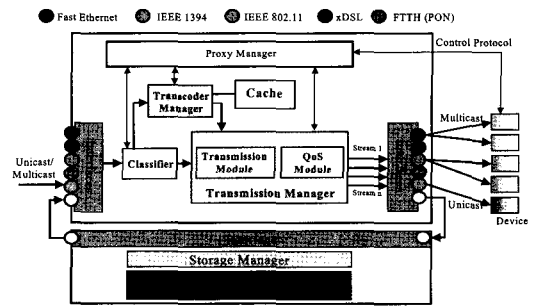 Fast Ethernet IEEE 1394 IEEE 802.11 xDSL FTTH (PON)
Proxy Manager
Control Protocol
Transcoder
Manager
Cache
Multicast
Unicast/
Multicast
Classifier
Transmission
Module
QoS
Module
Stream 1
Stream n
Transmission Manager
Unicast
Device
Storage Manager